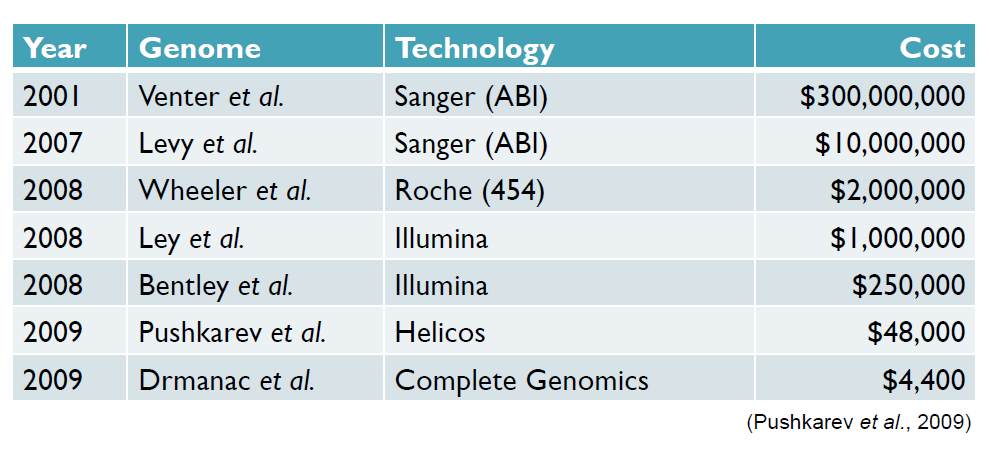 Year Genome Technology Cost
2001 Venter et al. Sanger (ABI) $300,000,000
2007 Levy et al. Sanger (ABI) $10,000,000
2008 Wheeler et al. Roche (454) $2,000,000
2008 Ley et al. Illumina $1,000,000
2008 Bentley et al. Illumina $250,000
2009 Pushkarev et al. Helicos $48,000
2009 Drmanac et al. Complete Genomics $4,400
(Pushkarev et al., 2009)